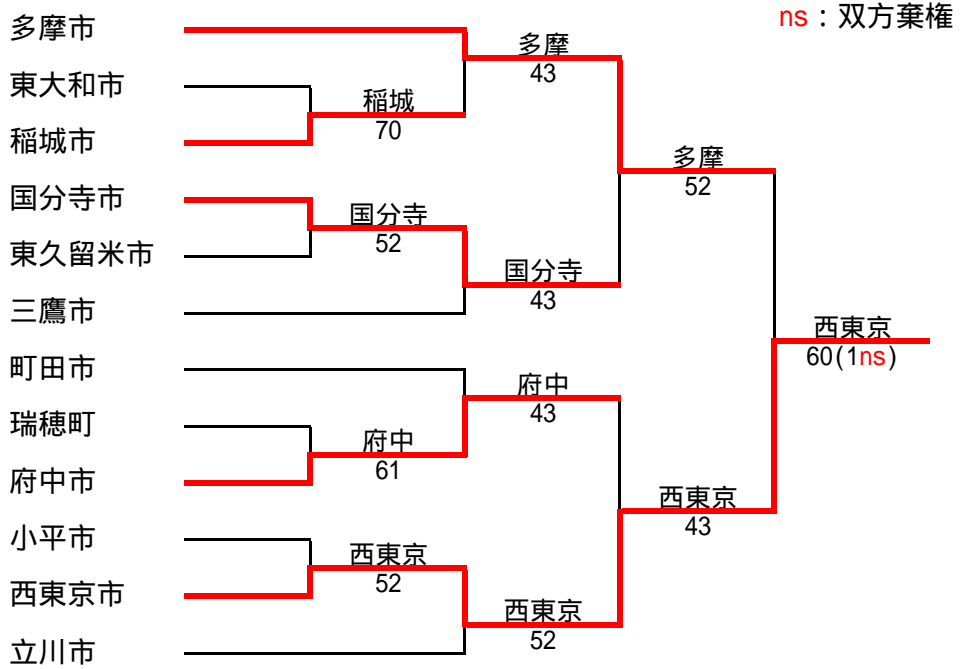 ns：双方棄権
多摩市
東大和市
稲城市
国分寺市
東久留米市
三鷹市
町田市
瑞穂町
府中市
小平市
西東京市
立川市
稲城
70
国分寺
52
府中
61
西東京
52
多摩
43
国分寺
43
府中
43
西東京
52
多摩
52
西東京
43
西東京
60(1ns)